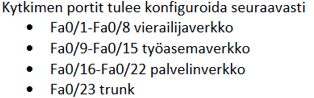 Kytkimen portit tulee konfiguroida seuraavasti
• Fa0/1-Fa0/8 vierailijaverkko
• Fa0/9-Fa0/15 työasemaverkko
• Fa0/16-Fa0/22 palvelinverkko
• Fa0/23 trunk